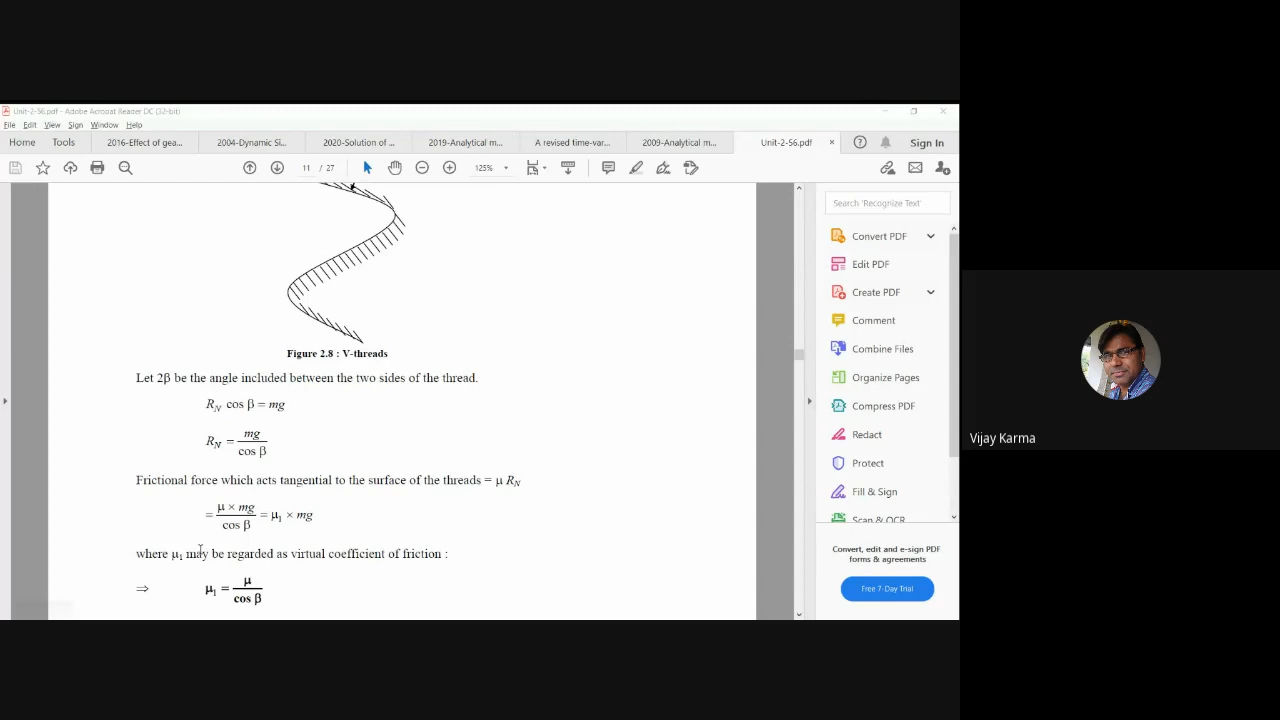 Unit-2-56.pdf - Adobe Acrobat Reader DC (32-bit)
File Edit View Sign Window Help
Home Tools 2016-Effect of gea... 2004-Dynamic Si... 2020-Solution of ... 2019-Analytical m... A revised time-var... 2009-Analytical m... Unit-2-56.pdf × Sign In
11 / 27 125%
Figure 2.8 : V-threads
Let 2β be the angle included between the two sides of the thread.
R_N cos β = mg
R_N = mg / cos β
Frictional force which acts tangential to the surface of the threads = μ R_N
= μ × mg / cos β = μ₁ × mg
where μ₁ may be regarded as virtual coefficient of friction :
⇒ μ₁ = μ / cos β
Search 'Recognize Text'
Convert PDF
Edit PDF
Create PDF
Comment
Combine Files
Organize Pages
Compress PDF
Redact
Protect
Fill & Sign
Scan & OCR
Convert, edit and e-sign PDF
forms & agreements
Free 7-Day Trial
Vijay Karma